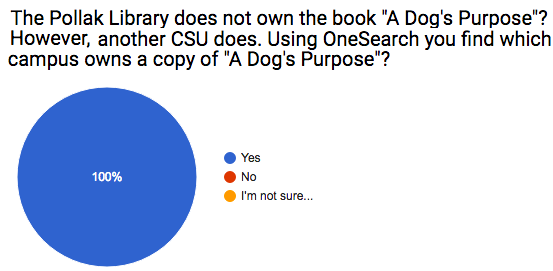 The Pollak Library does not own the book "A Dog's Purpose"?
However, another CSU does. Using OneSearch you find which
campus owns a copy of "A Dog's Purpose"?
100%
Yes
No
I'm not sure...